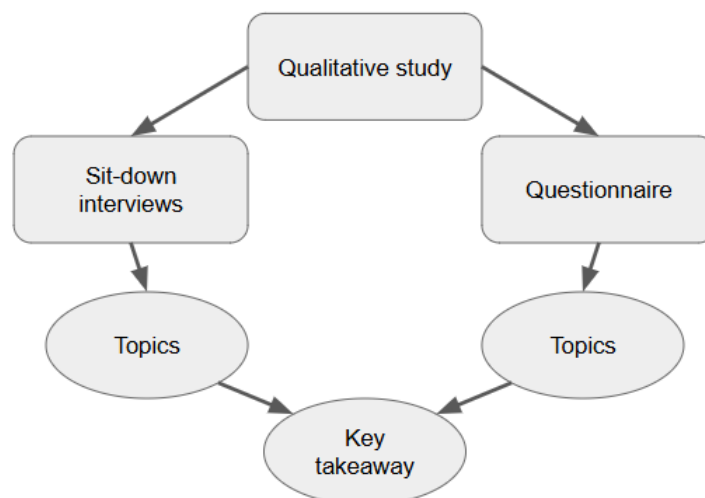 Qualitative study
Sit-down
interviews
Questionnaire
Topics
Topics
Key
takeaway